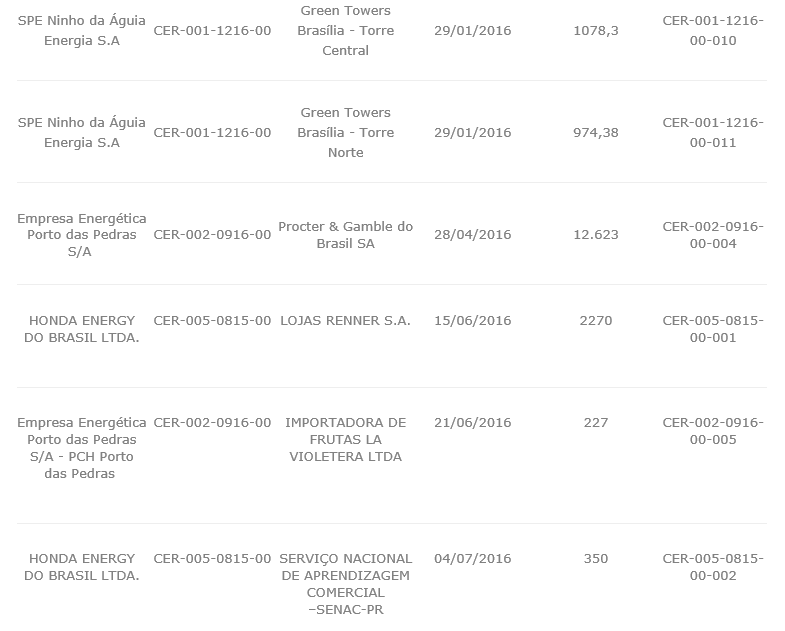 SPE Ninho da Águia
Energia S.A
CER-001-1216-00
Green Towers
Brasília - Torre
Central
29/01/2016
1078,3
CER-001-1216-
00-010
SPE Ninho da Águia
Energia S.A
CER-001-1216-00
Green Towers
Brasília - Torre
Norte
29/01/2016
974,38
CER-001-1216-
00-011
Empresa Energética
Porto das Pedras
S/A
CER-002-0916-00
Procter & Gamble do
Brasil SA
28/04/2016
12.623
CER-002-0916-
00-004
HONDA ENERGY
DO BRASIL LTDA.
CER-005-0815-00
LOJAS RENNER S.A.
15/06/2016
2270
CER-005-0815-
00-001
Empresa Energética
Porto das Pedras
S/A - PCH Porto
das Pedras
CER-002-0916-00
IMPORTADORA DE
FRUTAS LA
VIOLETERA LTDA
21/06/2016
227
CER-002-0916-
00-005
HONDA ENERGY
DO BRASIL LTDA.
CER-005-0815-00
SERVIÇO NACIONAL
DE APRENDIZAGEM
COMERCIAL
–SENAC-PR
04/07/2016
350
CER-005-0815-
00-002